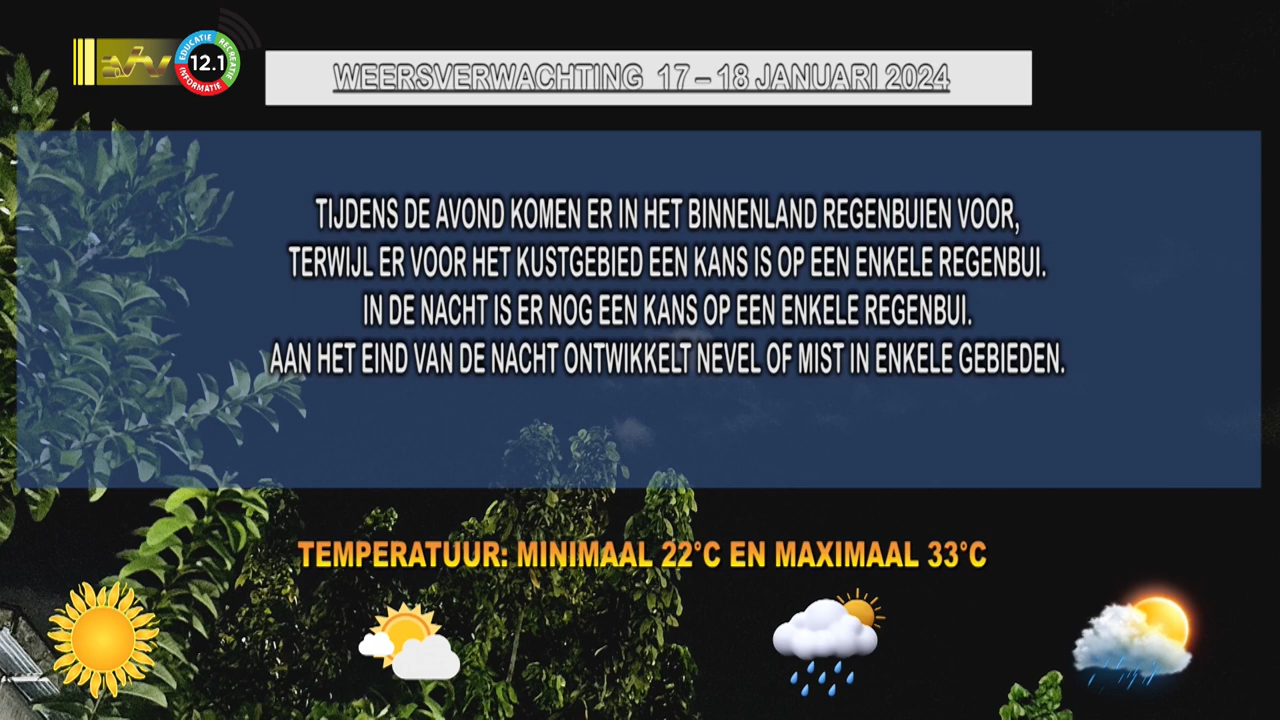 EDUCATIE
RECREATIE
INFORMATIE
12.1
WEERSVERWACHTING 17 – 18 JANUARI 2024
TIJDENS DE AVOND KOMEN ER IN HET BINNENLAND REGENBUIEN VOOR,
TERWIJL ER VOOR HET KUSTGEBIED EEN KANS IS OP EEN ENKELE REGENBUI.
IN DE NACHT IS ER NOG EEN KANS OP EEN ENKELE REGENBUI.
AAN HET EIND VAN DE NACHT ONTWIKKELT NEVEL OF MIST IN ENKELE GEBIEDEN.
TEMPERATUUR: MINIMAAL 22°C EN MAXIMAAL 33°C